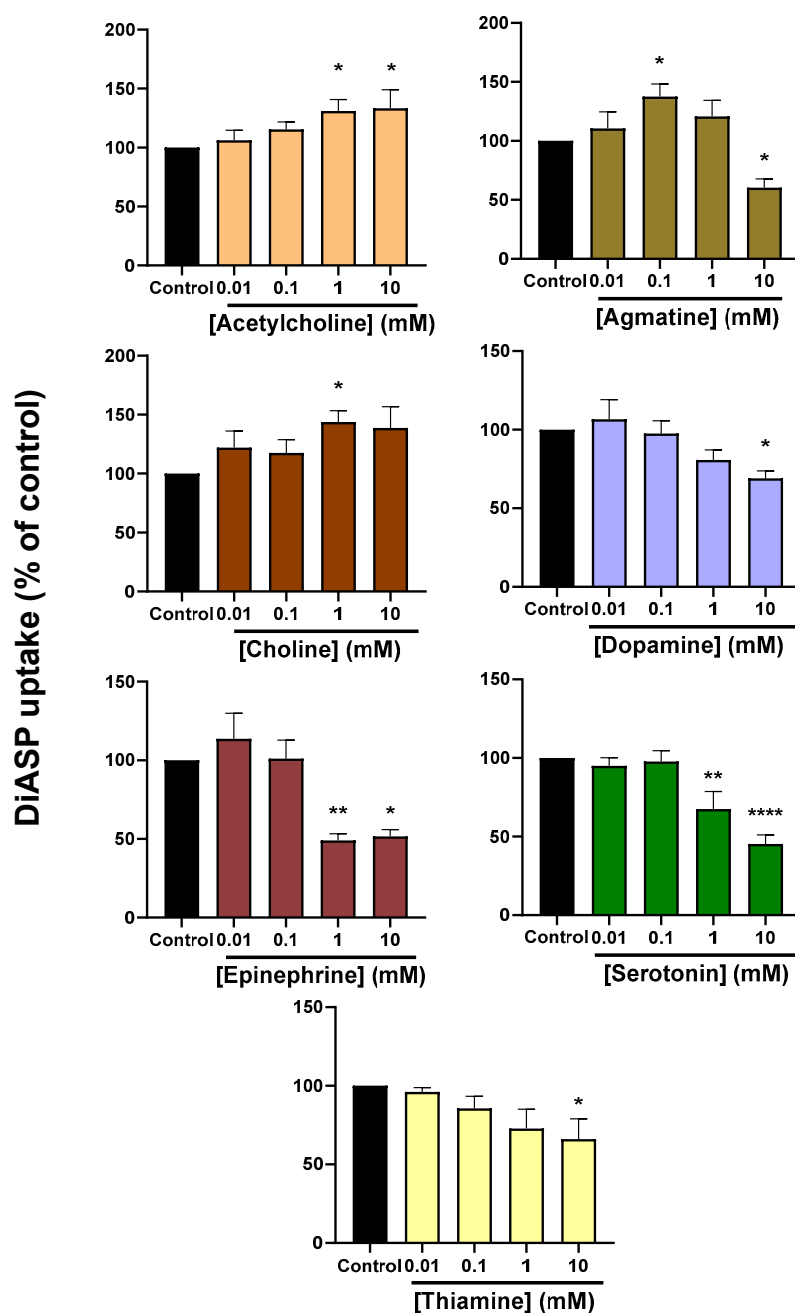 DiASP uptake (% of control)
200
150
100
50
0
* *
Control 0.01 0.1 1 10
[Acetylcholine] (mM)
200
150
100
50
0
* *
Control 0.01 0.1 1 10
[Agmatine] (mM)
200
150
100
50
0
*
Control 0.01 0.1 1 10
[Choline] (mM)
150
100
50
0
*
Control 0.01 0.1 1 10
[Dopamine] (mM)
150
100
50
0
** *
Control 0.01 0.1 1 10
[Epinephrine] (mM)
150
100
50
0
** ****
Control 0.01 0.1 1 10
[Serotonin] (mM)
150
100
50
0
*
Control 0.01 0.1 1 10
[Thiamine] (mM)